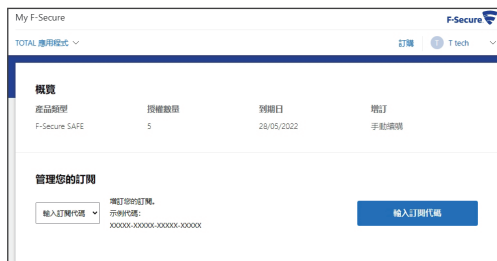 My F-Secure
F-Secure
TOTAL 應用程式
訂購
T
T tech
概覽
產品類型
授權數量
到期日
增訂
F-Secure SAFE
5
28/05/2022
手動續購
管理您的訂閱
輸入訂閱代碼
增訂您的訂閱。
示例代碼：
XXXXX-XXXXX-XXXXX-XXXXX
輸入訂閱代碼